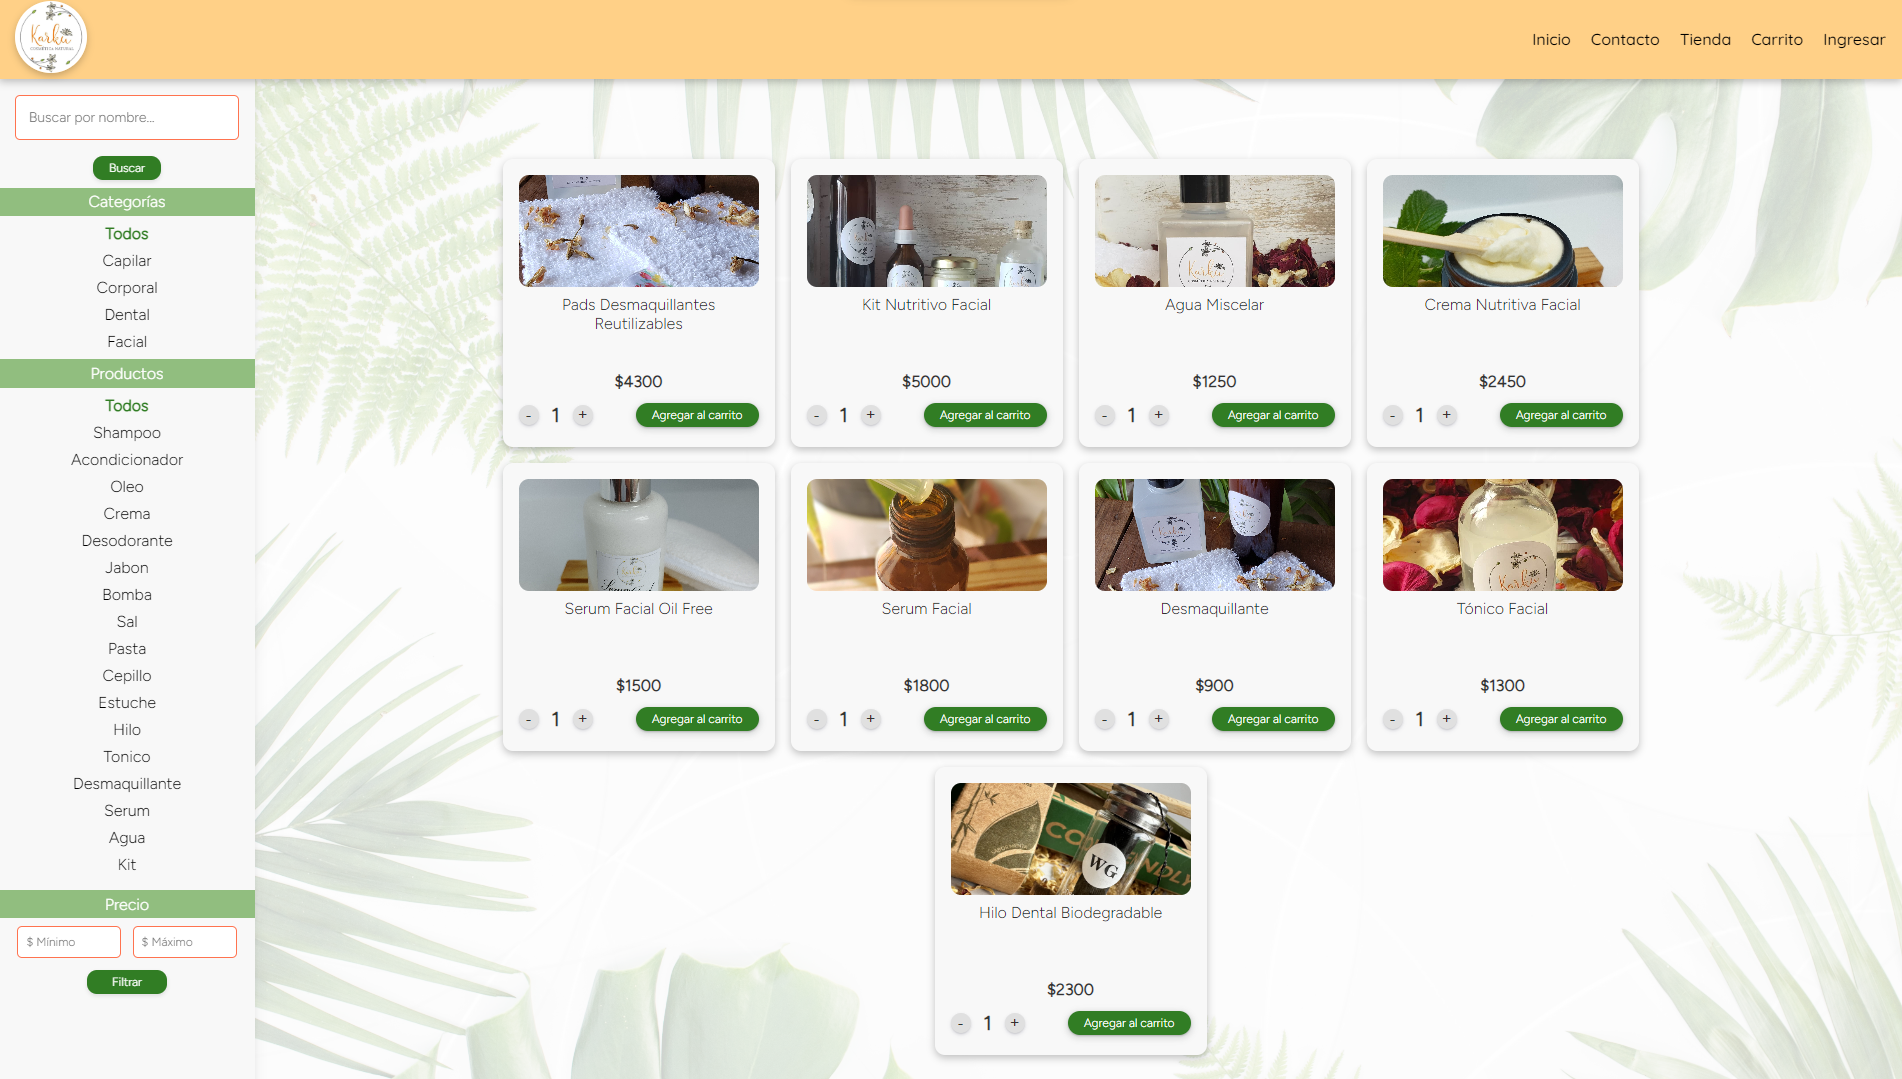 Karku
COSMÉTICA NATURAL
Inicio
Contacto
Tienda
Carrito
Ingresar
Buscar por nombre...
Buscar
Categorías
Todos
Capilar
Corporal
Dental
Facial
Productos
Todos
Shampoo
Acondicionador
Oleo
Crema
Desodorante
Jabon
Bomba
Sal
Pasta
Cepillo
Estuche
Hilo
Tonico
Desmaquillante
Serum
Agua
Kit
Precio
$ Mínimo
$ Máximo
Filtrar
Pads Desmaquillantes
Reutilizables
$4300
- 1 +
Agregar al carrito
Kit Nutritivo Facial
$5000
- 1 +
Agregar al carrito
Karku
Agua Miscelar
$1250
- 1 +
Agregar al carrito
Crema Nutritiva Facial
$2450
- 1 +
Agregar al carrito
Serum Facial Oil Free
$1500
- 1 +
Agregar al carrito
Serum Facial
$1800
- 1 +
Agregar al carrito
Desmaquillante
$900
- 1 +
Agregar al carrito
Karku
Tónico Facial
$1300
- 1 +
Agregar al carrito
WG
Hilo Dental Biodegradable
$2300
- 1 +
Agregar al carrito